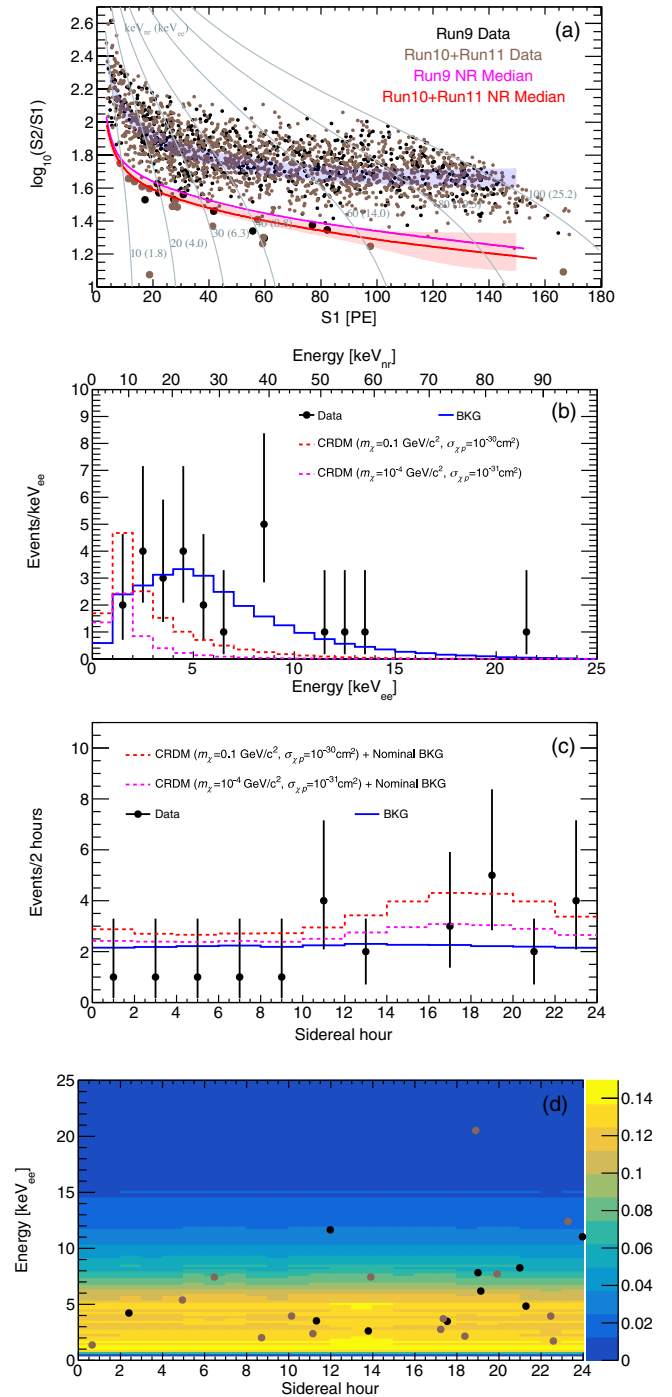 2.6
2.4
2.2
2
1.8
1.6
1.4
1.2
1
log10(S2/S1)
keVnr (keVee)
(a)
Run9 Data
Run10+Run11 Data
Run9 NR Median
Run10+Run11 NR Median
10 (1.8)
20 (4.0)
30 (6.3)
60 (14.0)
100 (25.2)
0 20 40 60 80 100 120 140 160 180
S1 [PE]
Energy [keVnr]
0 10 20 30 40 50 60 70 80 90
10
9
8
7
6
5
4
3
2
1
0
Events/keVee
(b)
Data
BKG
CRDM (mχ=0.1 GeV/c², σχp=10⁻³⁰cm²)
CRDM (mχ=10⁻⁴ GeV/c², σχp=10⁻³¹cm²)
0 5 10 15 20 25
Energy [keVee]
10
8
6
4
2
0
Events/2 hours
(c)
CRDM (mχ=0.1 GeV/c², σχp=10⁻³⁰cm²) + Nominal BKG
CRDM (mχ=10⁻⁴ GeV/c², σχp=10⁻³¹cm²) + Nominal BKG
Data
BKG
0 2 4 6 8 10 12 14 16 18 20 22 24
Sidereal hour
25
20
15
10
5
0
Energy [keVee]
(d)
0.14
0.12
0.1
0.08
0.06
0.04
0.02
0
0 2 4 6 8 10 12 14 16 18 20 22 24
Sidereal hour